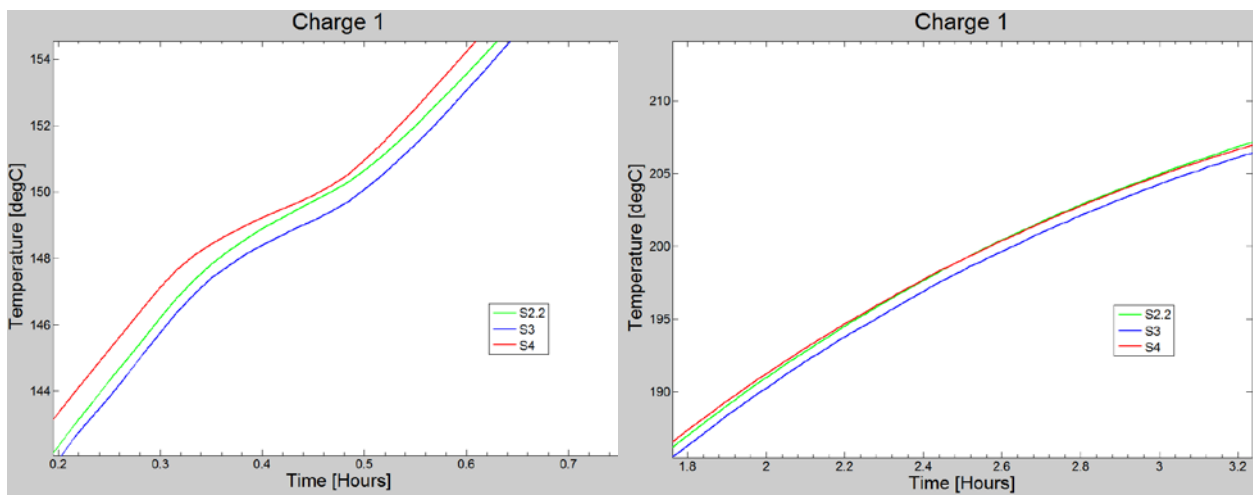 Charge 1
Temperature [degC]
154
152
150
148
146
144
S2.2
S3
S4
0.2 0.3 0.4 0.5 0.6 0.7
Time [Hours]
Charge 1
Temperature [degC]
210
205
200
195
190
S2.2
S3
S4
1.8 2 2.2 2.4 2.6 2.8 3 3.2
Time [Hours]